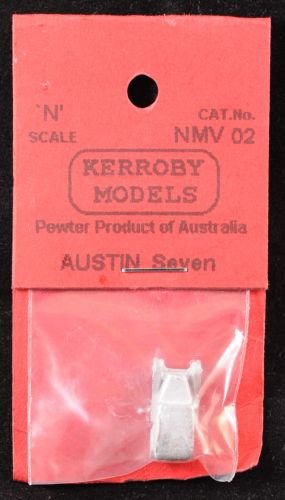 'N' CAT.No.
SCALE NMV 02
KERROBY
MODELS
Pewter Product of Australia
AUSTIN Seven